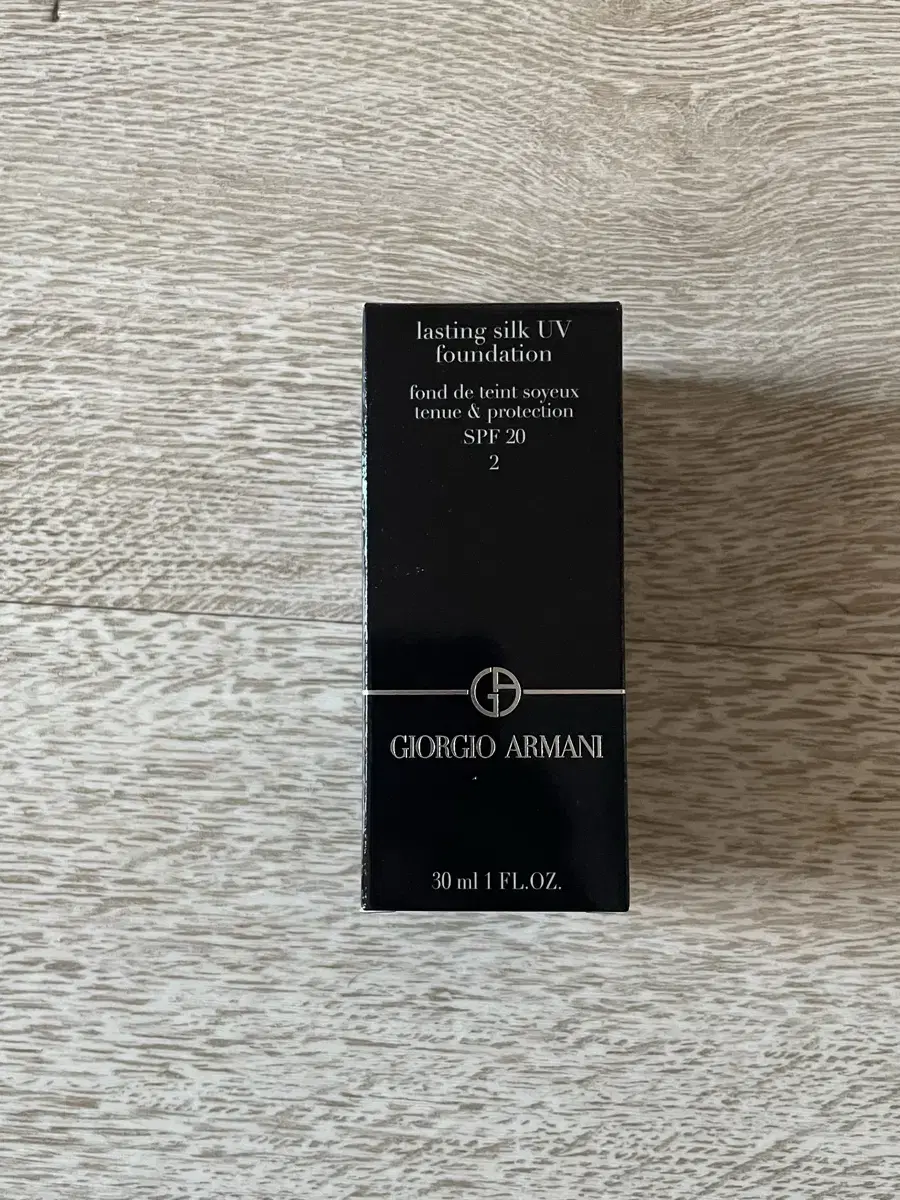 lasting silk UV
foundation
fond de teint soyeux
tenue & protection
SPF 20
2
GA
GIORGIO ARMANI
30 ml 1 FL.OZ.